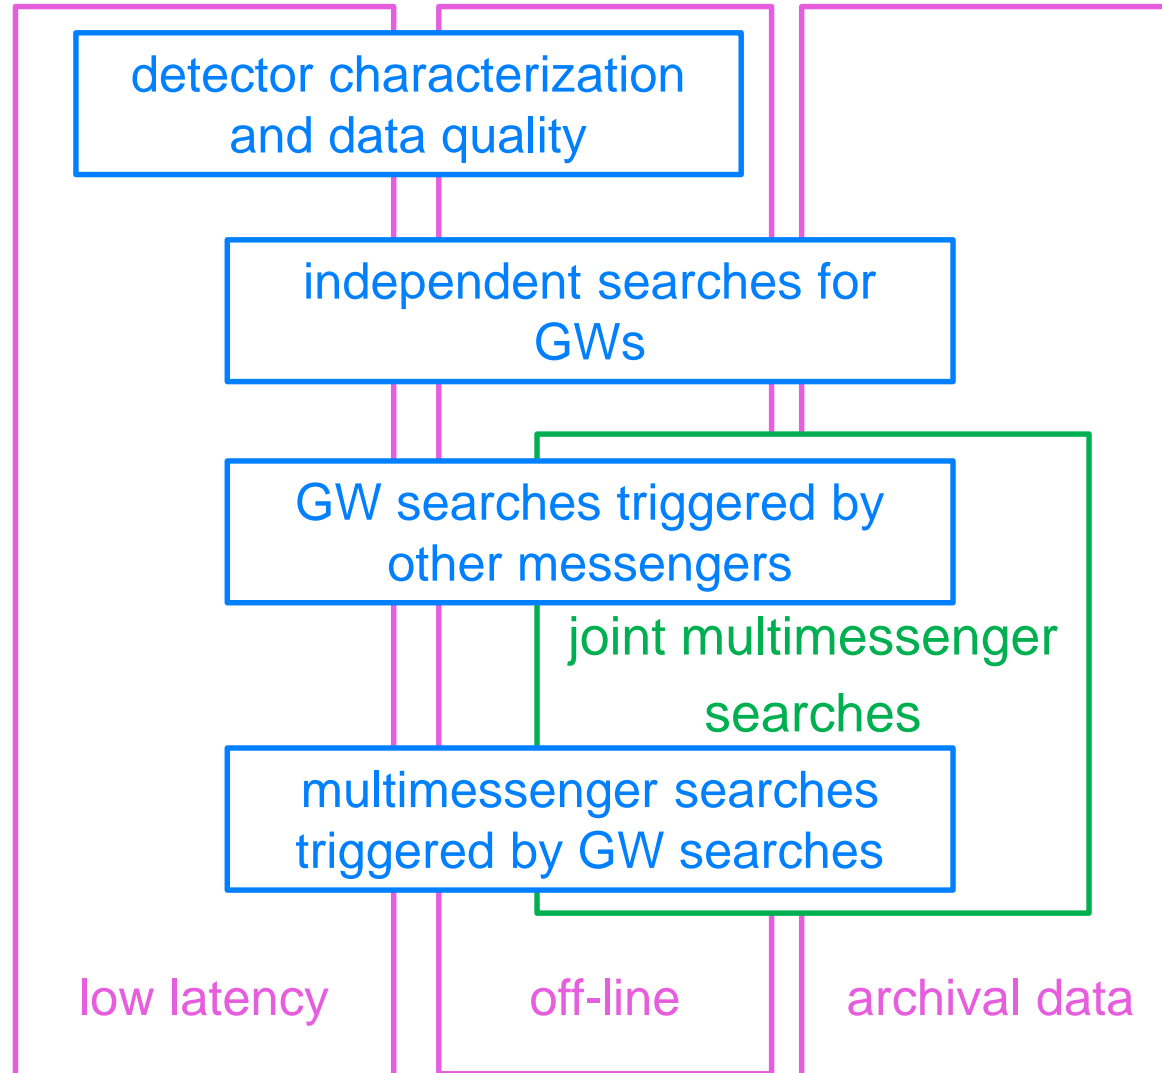 detector characterization
and data quality
independent searches for
GWs
GW searches triggered by
other messengers
joint multimessenger
searches
multimessenger searches
triggered by GW searches
low latency
off-line
archival data